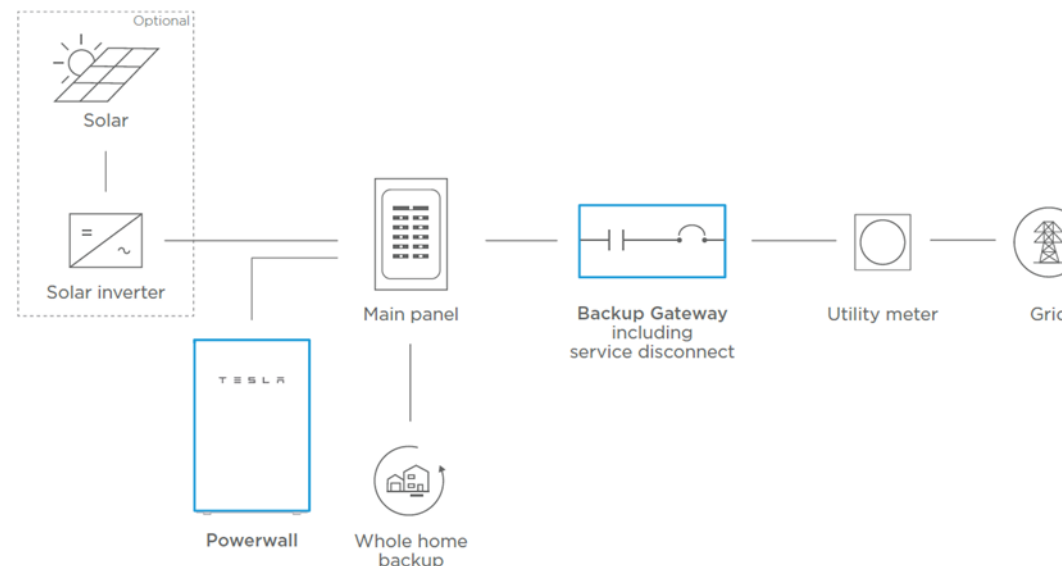 Optional
Solar
Solar inverter
TESLA
Powerwall
Main panel
Whole home
backup
Backup Gateway
including
service disconnect
Utility meter